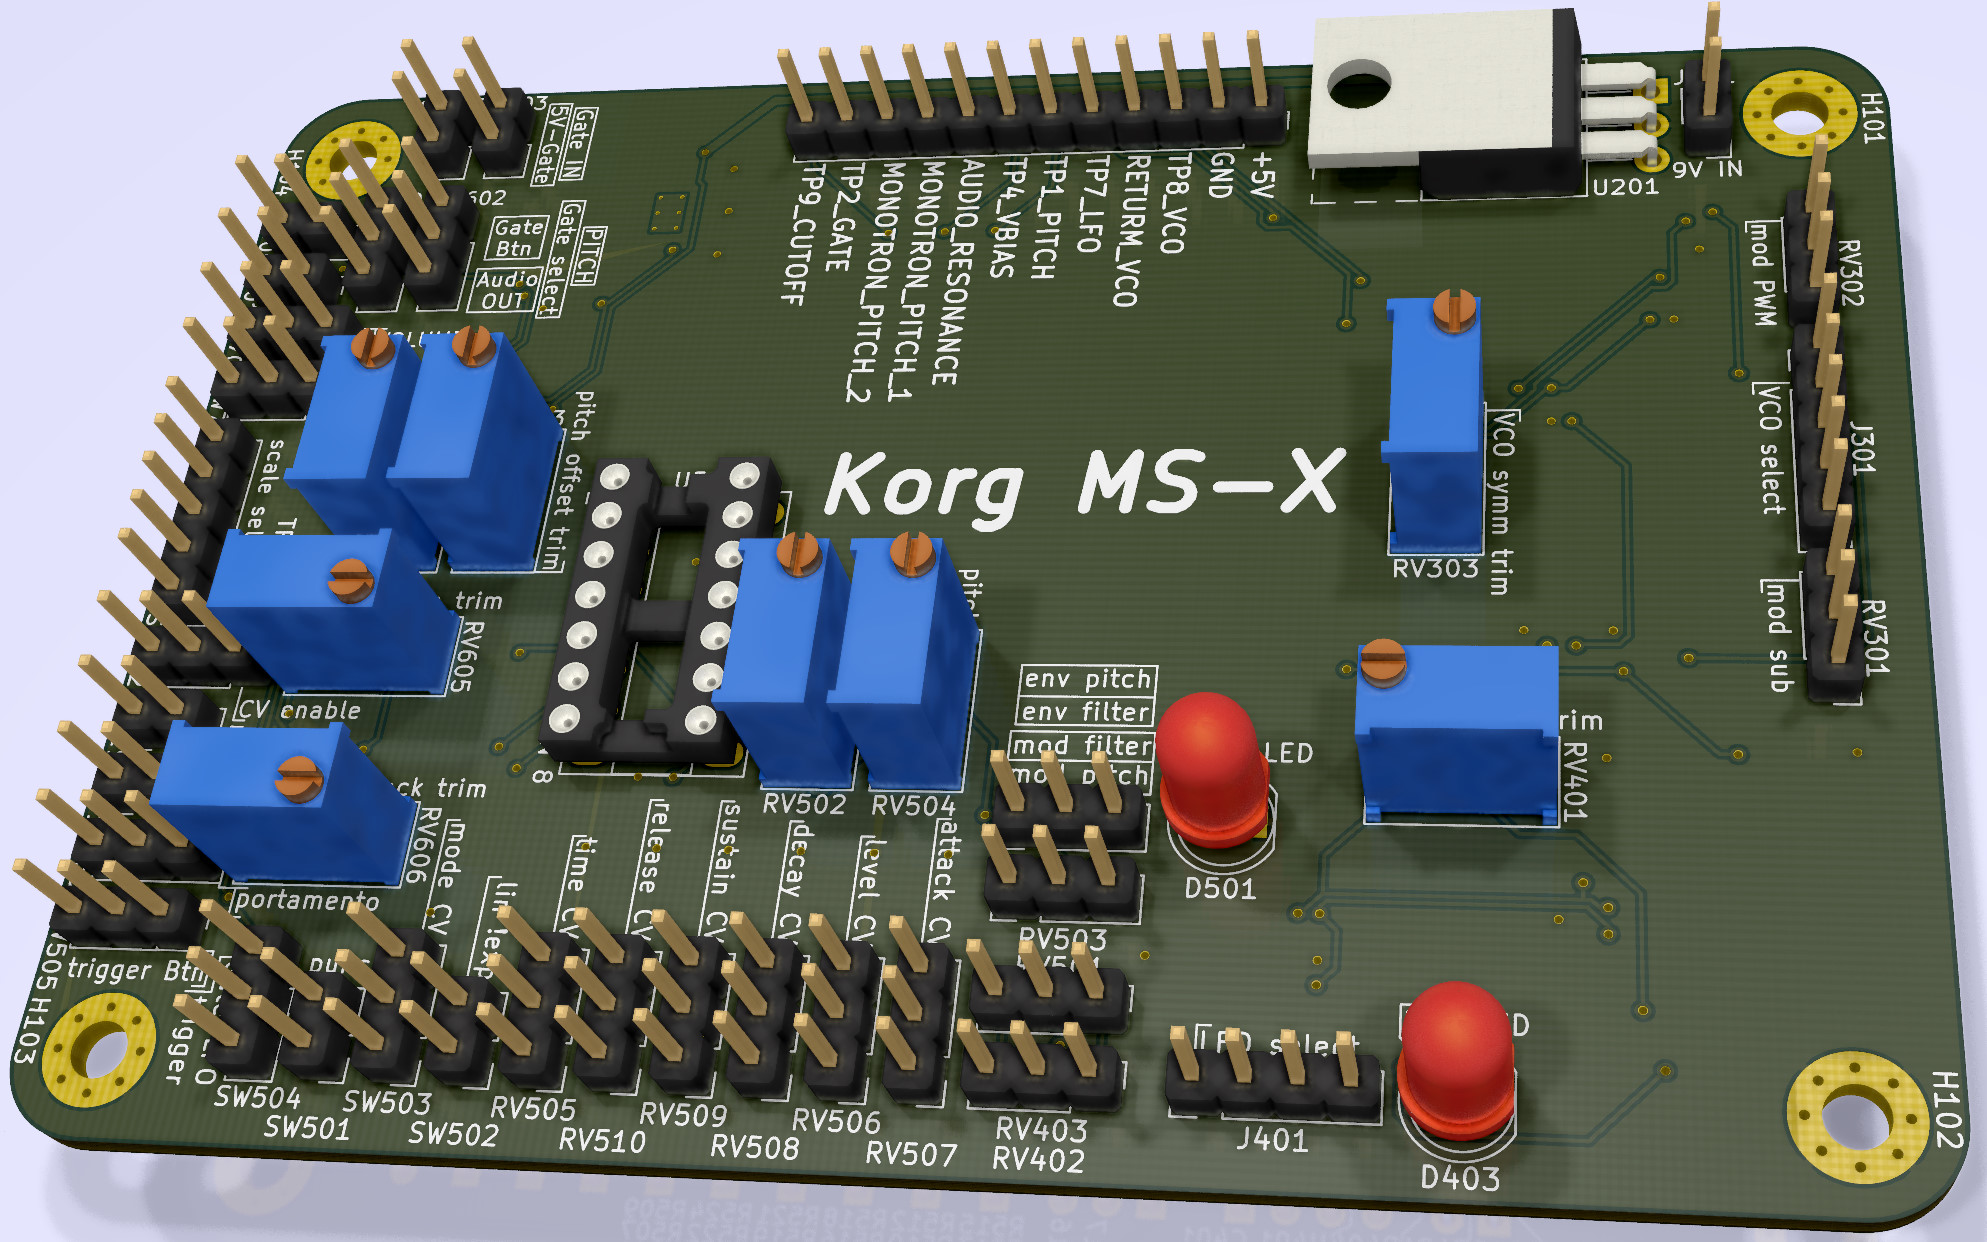 Gate IN
5V-Gate
PITCH
Gate select
Gate
Btn
Audio
OUT
TP9_CUTOFF
TP2_GATE
MONOTRON_PITCH_2
MONOTRON_PITCH_1
AUDIO_RESONANCE
TP4_VBIAS
TP1_PITCH
TP7_LFO
RETURM_VCO
TP8_VCO
GND
+5V
U201
9V IN
H101
mod PWM
RV302
VCO select
J301
mod sub
RV301
VCO symm trim
RV303
Korg MS-X
pitch offset trim
trim
RV605
CV enable
RV606
portamento
mode CV
time CV
release CV
sustain CV
decay CV
level CV
attack CV
RV502
RV504
env pitch
env filter
mod filter
mod pitch
LED
D501
RV401
RV503
trigger Btn
H103
SW504
SW501
SW503
SW502
RV505
RV510
RV509
RV508
RV506
RV507
RV403
RV402
J401
D403
H102
8